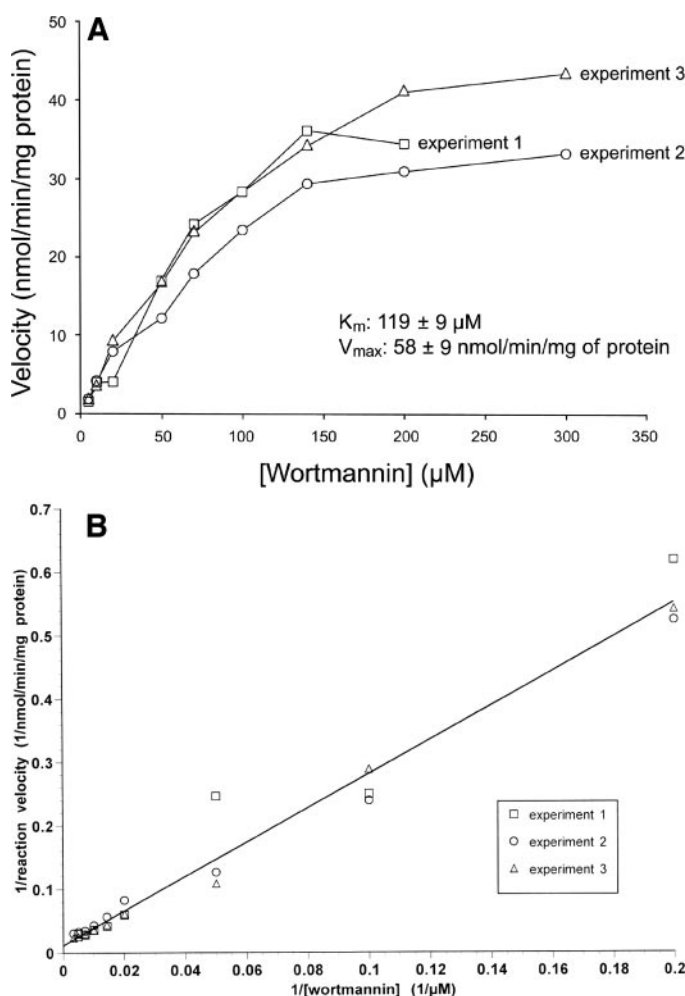 A
Velocity (nmol/min/mg protein)
50
40
30
20
10
0
experiment 3
experiment 1
experiment 2
Km: 119 ± 9 µM
Vmax: 58 ± 9 nmol/min/mg of protein
0 50 100 150 200 250 300 350
[Wortmannin] (µM)
B
1/reaction velocity (1/nmol/min/mg protein)
0.7
0.6
0.5
0.4
0.3
0.2
0.1
0
experiment 1
experiment 2
experiment 3
0 0.02 0.04 0.06 0.08 0.1 0.12 0.14 0.16 0.18 0.2
1/[wortmannin] (1/µM)